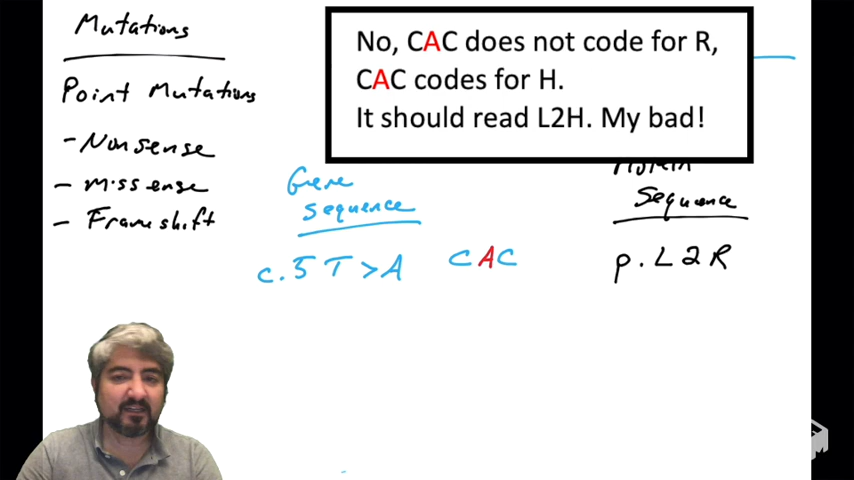 Mutations
Point Mutations
- Nonsense
- Missense
- Frameshift
No, CAC does not code for R,
CAC codes for H.
It should read L2H. My bad!
Gene
Sequence
c.5 T > A CAC
Sequence
p. L2R